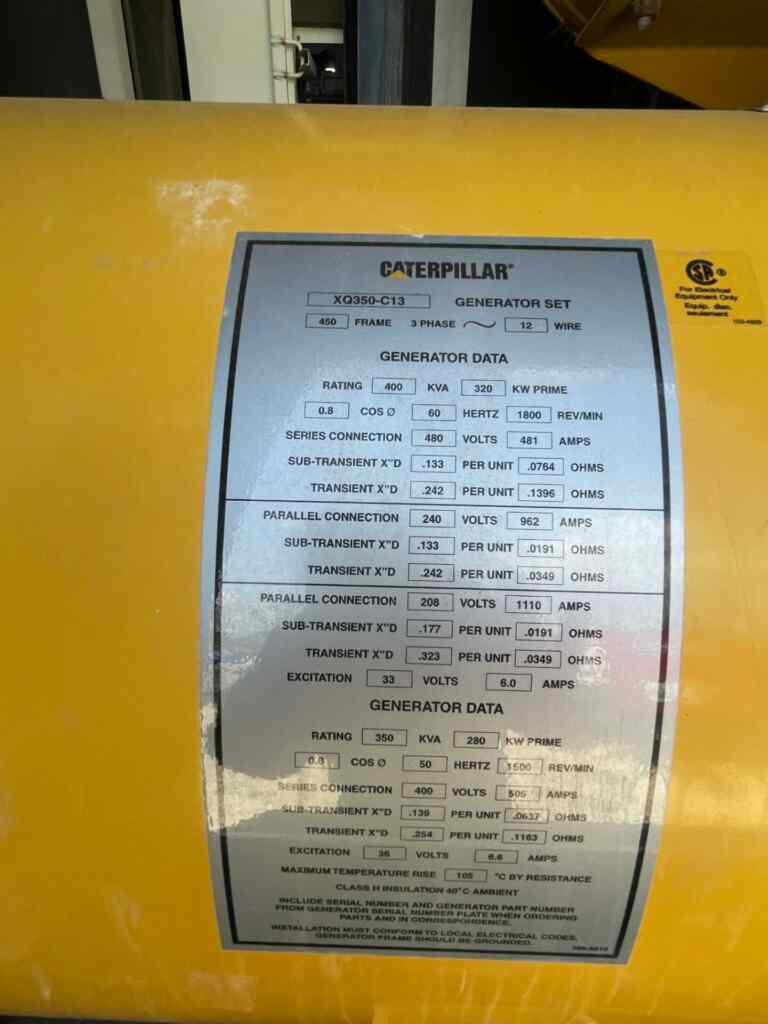 CATERPILLAR®
XQ350-C13 GENERATOR SET
450 FRAME 3 PHASE ~ 12 WIRE
GENERATOR DATA
RATING 400 KVA 320 KW PRIME
0.8 COS Ø 60 HERTZ 1800 REV/MIN
SERIES CONNECTION 480 VOLTS 481 AMPS
SUB-TRANSIENT X"D .133 PER UNIT .0764 OHMS
TRANSIENT X"D .242 PER UNIT .1396 OHMS
PARALLEL CONNECTION 240 VOLTS 962 AMPS
SUB-TRANSIENT X"D .133 PER UNIT .0191 OHMS
TRANSIENT X"D .242 PER UNIT .0349 OHMS
PARALLEL CONNECTION 208 VOLTS 1110 AMPS
SUB-TRANSIENT X"D .177 PER UNIT .0191 OHMS
TRANSIENT X"D .323 PER UNIT .0349 OHMS
EXCITATION 33 VOLTS 6.0 AMPS
GENERATOR DATA
RATING 350 KVA 280 KW PRIME
0.8 COS Ø 50 HERTZ 1500 REV/MIN
SERIES CONNECTION 400 VOLTS 505 AMPS
SUB-TRANSIENT X"D .139 PER UNIT .0637 OHMS
TRANSIENT X"D .254 PER UNIT .1163 OHMS
EXCITATION 36 VOLTS 6.6 AMPS
MAXIMUM TEMPERATURE RISE 105 °C BY RESISTANCE
CLASS H INSULATION 40°C AMBIENT
INCLUDE SERIAL NUMBER AND GENERATOR PART NUMBER
FROM GENERATOR SERIAL NUMBER PLATE WHEN ORDERING
PARTS AND IN CORRESPONDENCE.
INSTALLATION MUST CONFORM TO LOCAL ELECTRICAL CODES,
GENERATOR FRAME SHOULD BE GROUNDED.
SA ®
For Electrical
Equipment Only
Equip. élec.
seulement